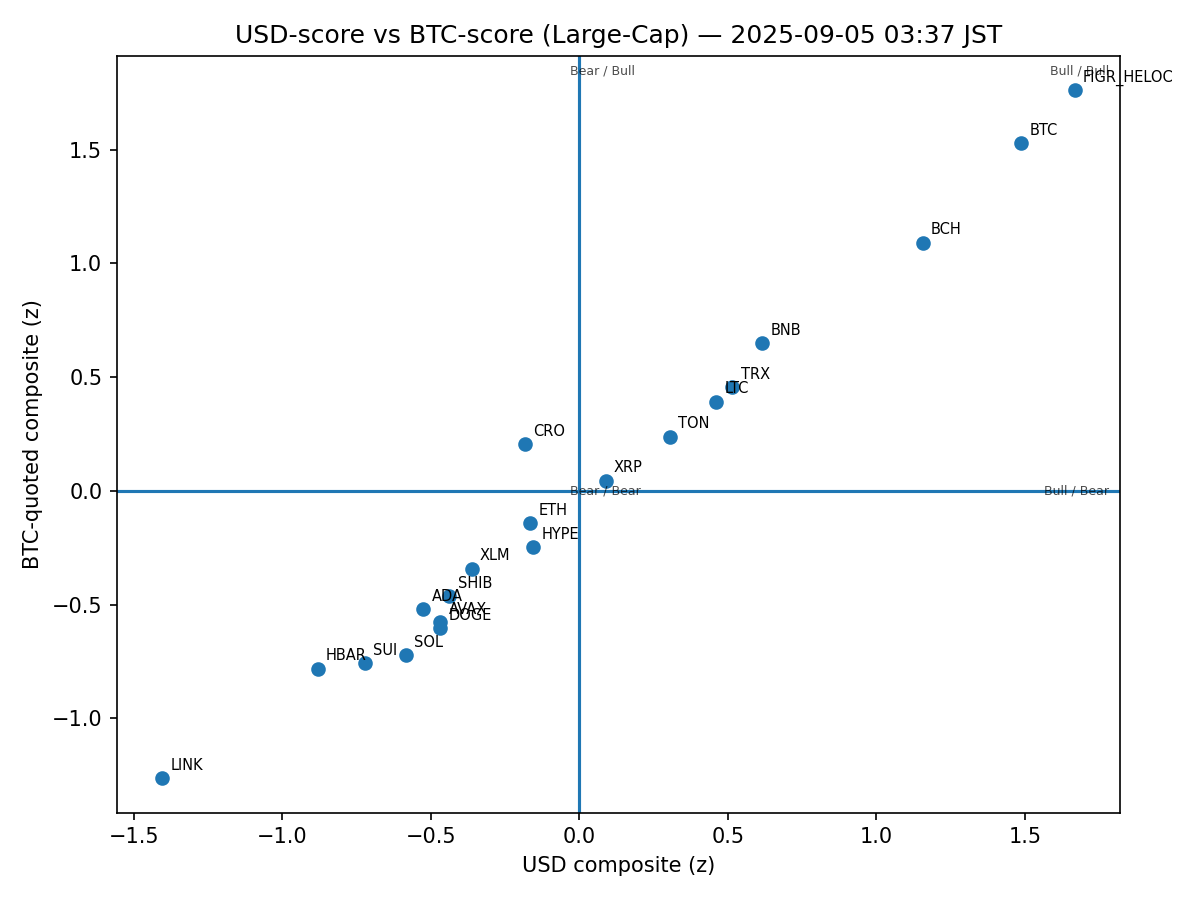 USD-score vs BTC-score (Large-Cap) — 2025-09-05 03:37 JST
Bear / Bull
Bull / Bull
FIGR_HELOC
BTC
BCH
BNB
TRX
LTC
TON
CRO
XRP
Bear / Bear
Bull / Bear
ETH
HYPE
XLM
SHIB
ADA
AVAX
DOGE
SOL
SUI
HBAR
LINK
1.5
1.0
0.5
0.0
−0.5
−1.0
BTC-quoted composite (z)
−1.5
−1.0
−0.5
0.0
0.5
1.0
1.5
USD composite (z)